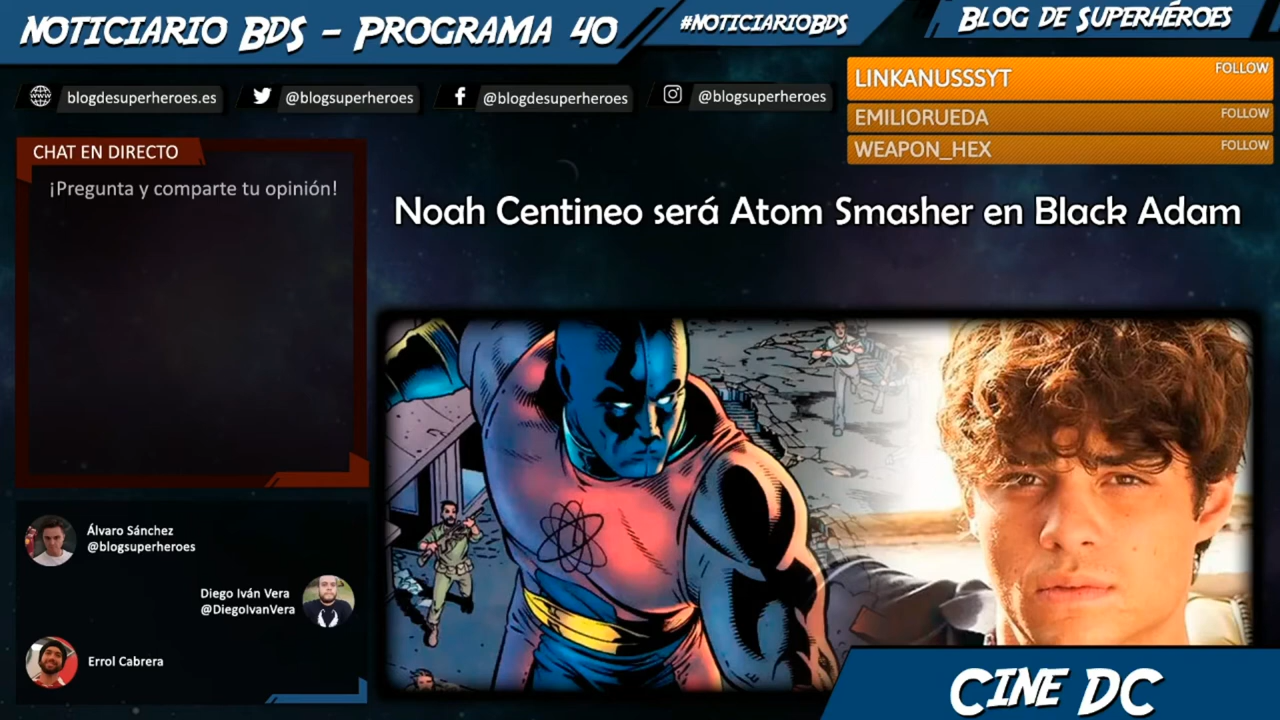 NOTICIARIO BDS - PROGRAMA 40
#NOTICIARIOBDS
BLOG DE SUPERHÉROES
www
blogdesuperheroes.es
@blogsuperheroes
@blogdesuperheroes
@blogsuperheroes
LINKANUSSSYT FOLLOW
EMILIORUEDA FOLLOW
WEAPON_HEX FOLLOW
CHAT EN DIRECTO
¡Pregunta y comparte tu opinión!
Noah Centineo será Atom Smasher en Black Adam
Álvaro Sánchez
@blogsuperheroes
Diego Iván Vera
@DiegoIvanVera
Errol Cabrera
CINE DC